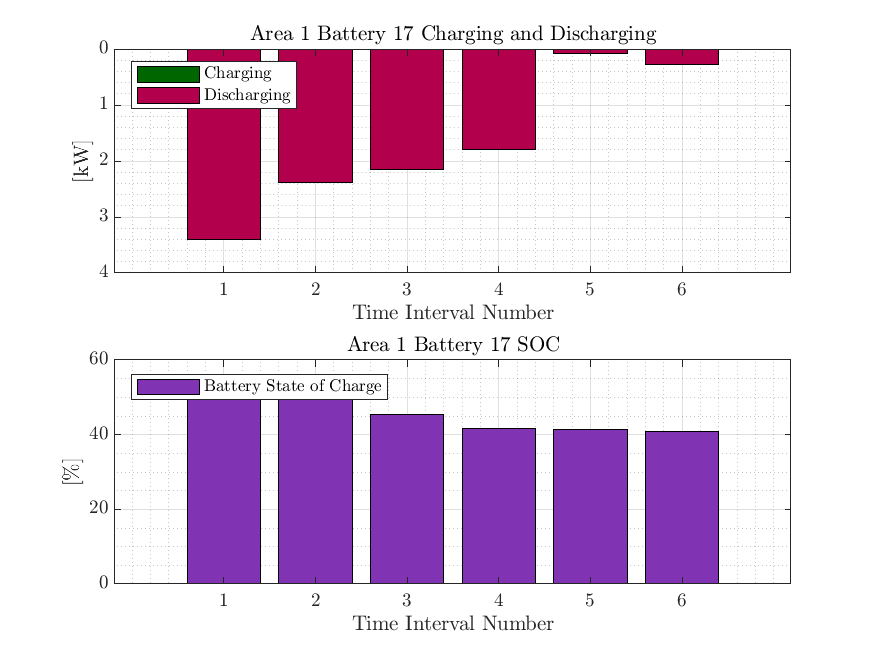 Area 1 Battery 17 Charging and Discharging
0
1
2
3
4
[kW]
Charging
Discharging
1 2 3 4 5 6
Time Interval Number
Area 1 Battery 17 SOC
60
40
20
0
[%]
Battery State of Charge
1 2 3 4 5 6
Time Interval Number